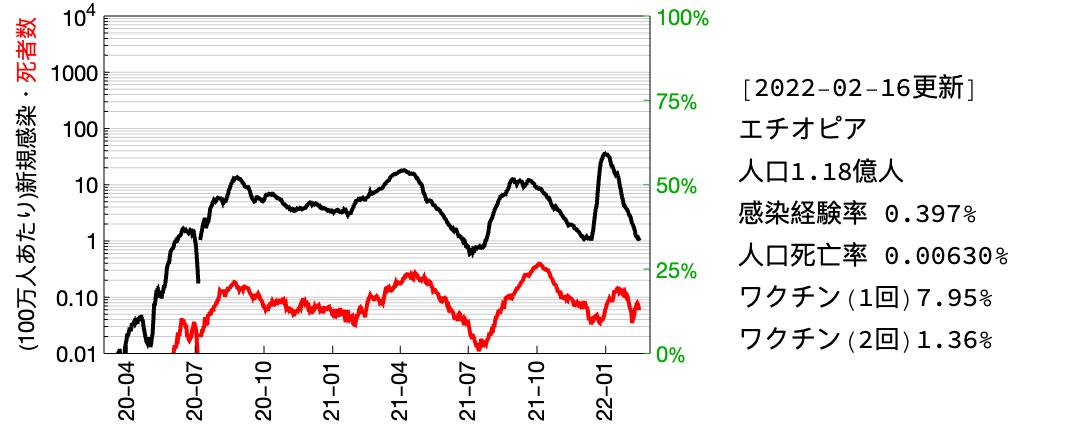 (100万人あたり)新規感染・死者数
10^4
1000
100
10
1
0.10
0.01
100%
75%
50%
25%
0%
20-04
20-07
20-10
21-01
21-04
21-07
21-10
22-01
[2022-02-16更新]
エチオピア
人口1.18億人
感染経験率 0.397%
人口死亡率 0.00630%
ワクチン(1回)7.95%
ワクチン(2回)1.36%